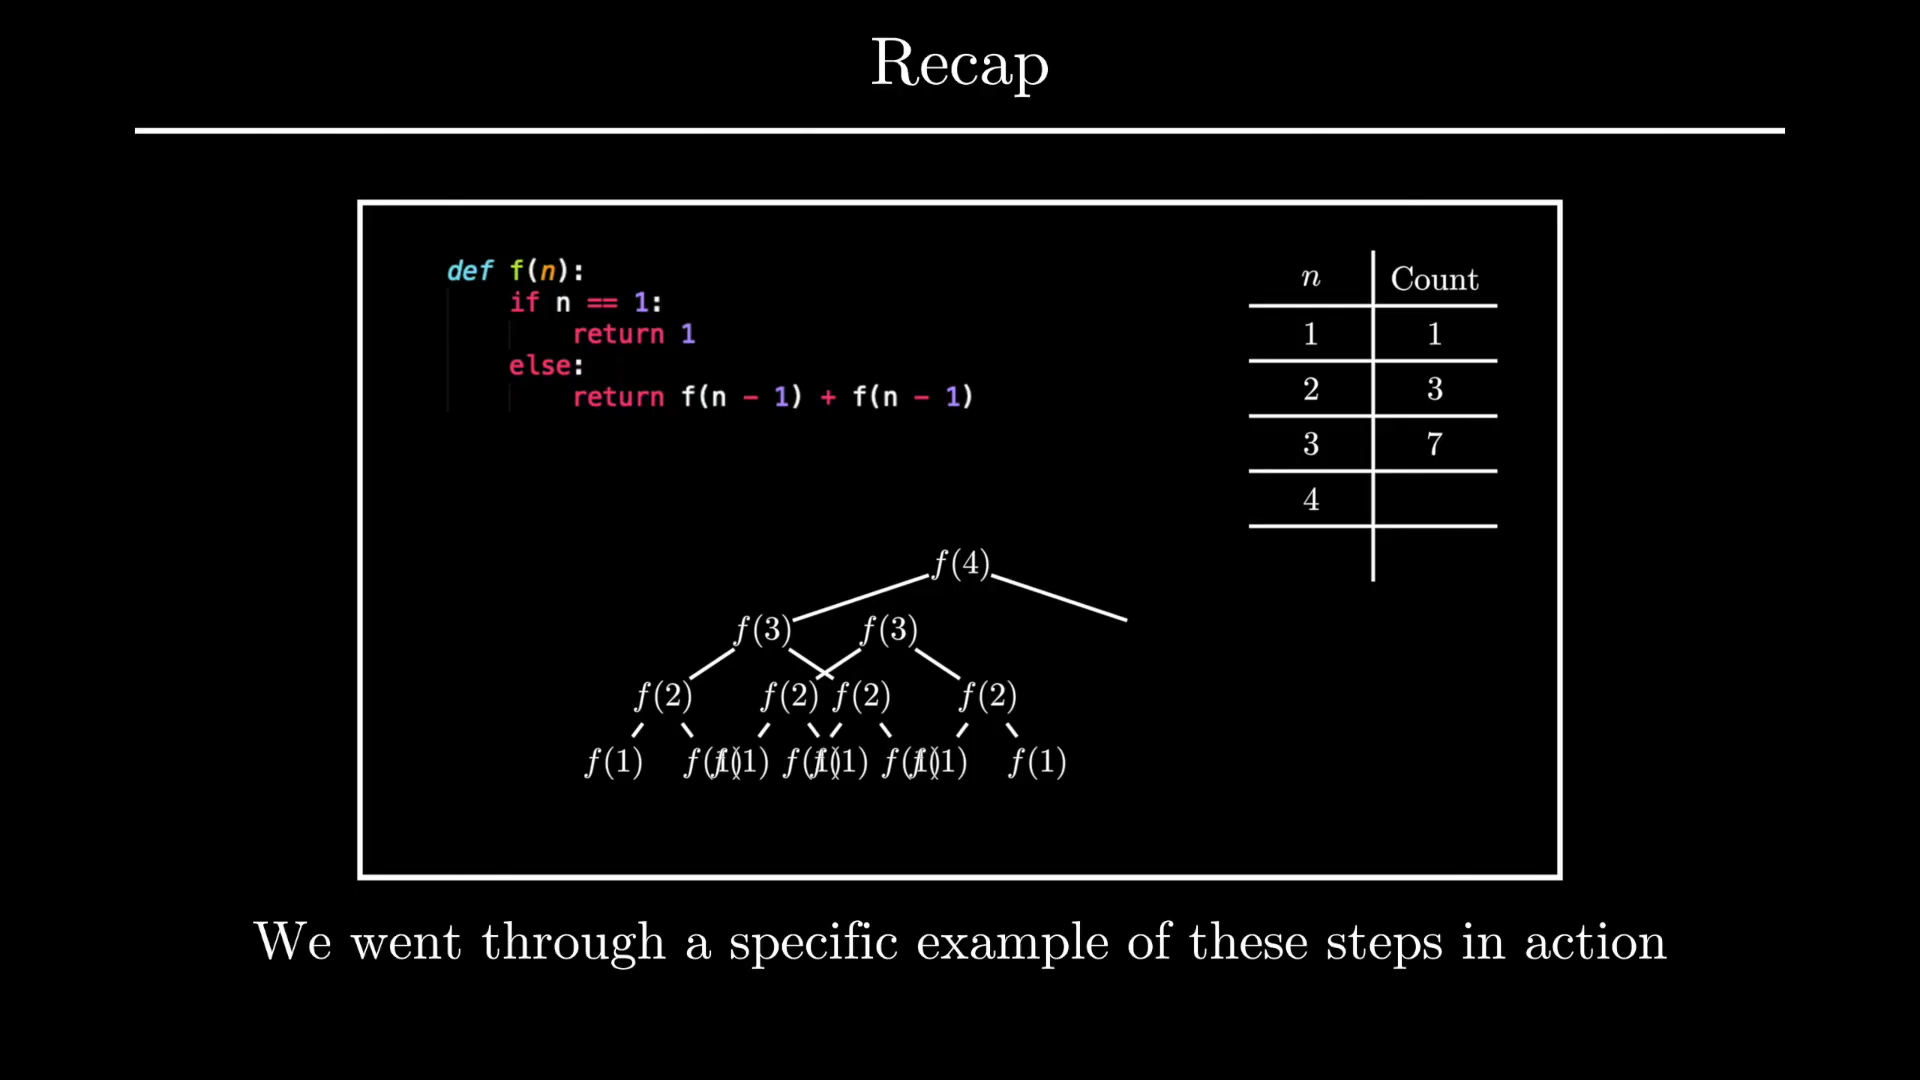 Recap
def f(n):
if n == 1:
return 1
else:
return f(n - 1) + f(n - 1)
n Count
1 1
2 3
3 7
4
f(4)
f(3) f(3)
f(2) f(2) f(2) f(2)
f(1) f(1) f(1) f(1) f(1) f(1) f(1) f(1)
We went through a specific example of these steps in action